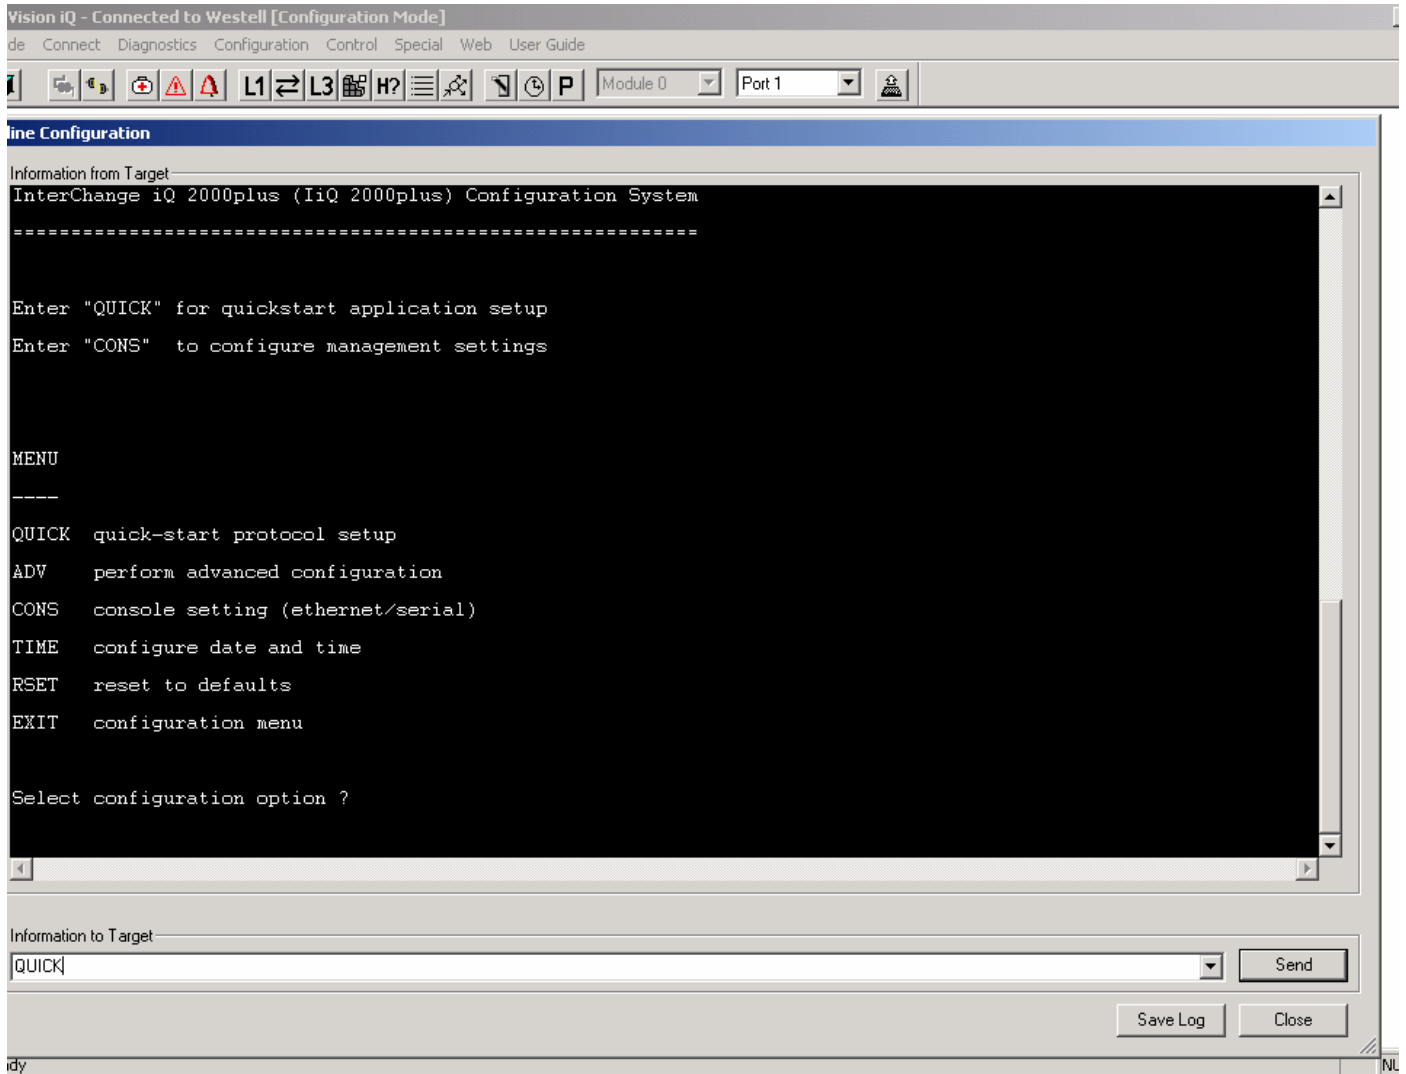 Vision iQ - Connected to Westell [Configuration Mode]
de Connect Diagnostics Configuration Control Special Web User Guide
L1 L3 H? P Module 0 Port 1
line Configuration
Information from Target
InterChange iQ 2000plus (IiQ 2000plus) Configuration System
===========================================================
Enter "QUICK" for quickstart application setup
Enter "CONS" to configure management settings
MENU
----
QUICK quick-start protocol setup
ADV perform advanced configuration
CONS console setting (ethernet/serial)
TIME configure date and time
RSET reset to defaults
EXIT configuration menu
Select configuration option ?
Information to Target
QUICK
Send
Save Log Close
dy NU